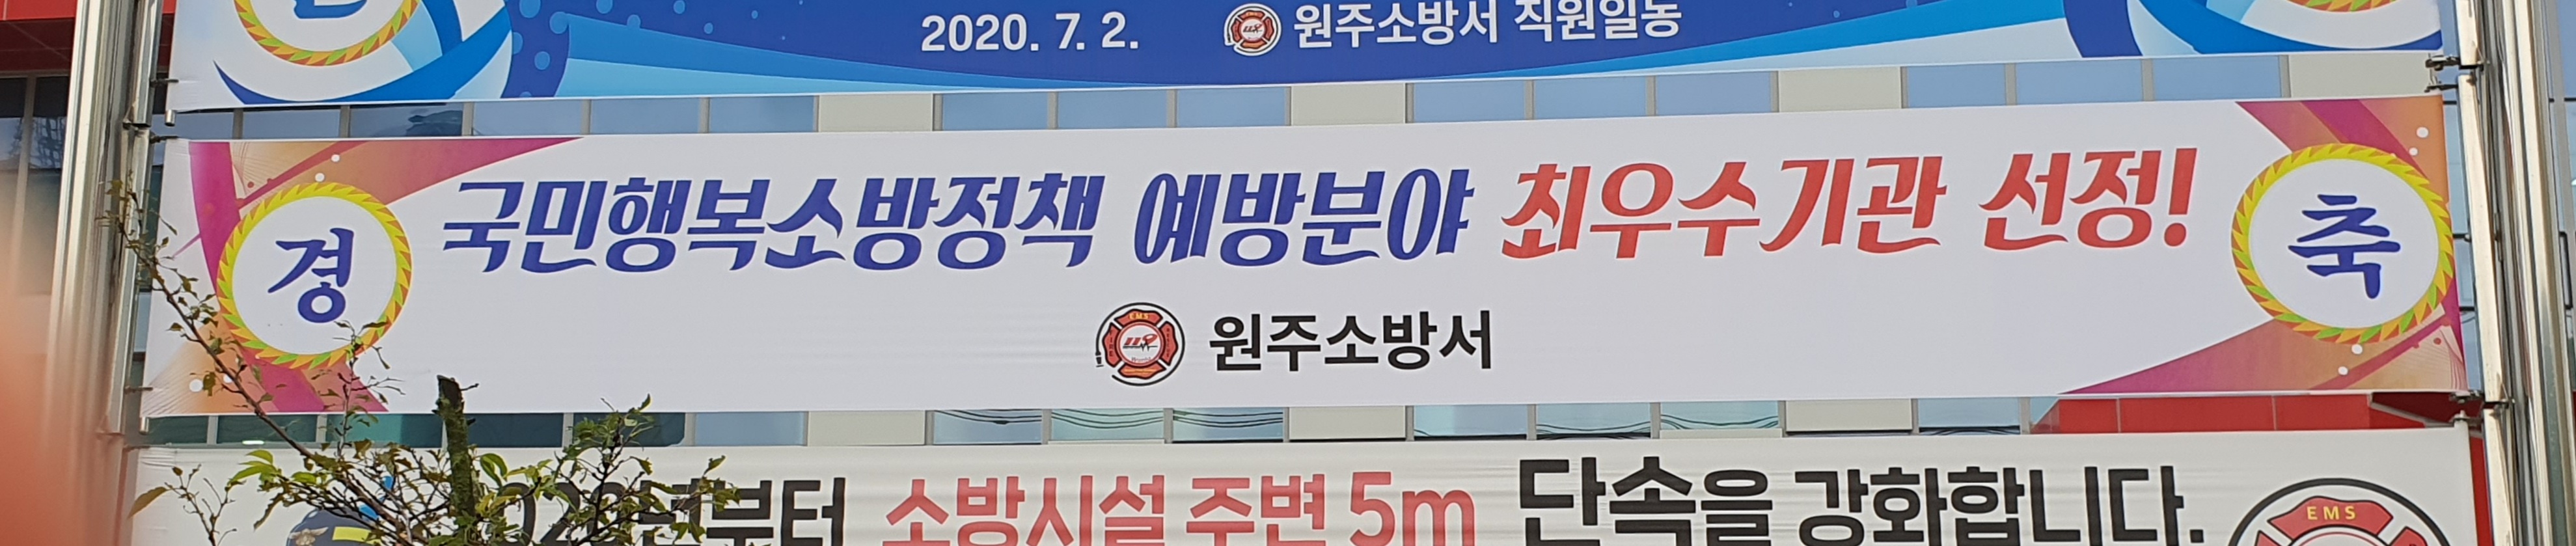 2020. 7. 2. 원주소방서 직원일동
경 국민행복소방정책 예방분야 최우수기관 선정! 축
EMS 119 원주소방서
소방시설 주변 5m 단속을 강화합니다.
EMS